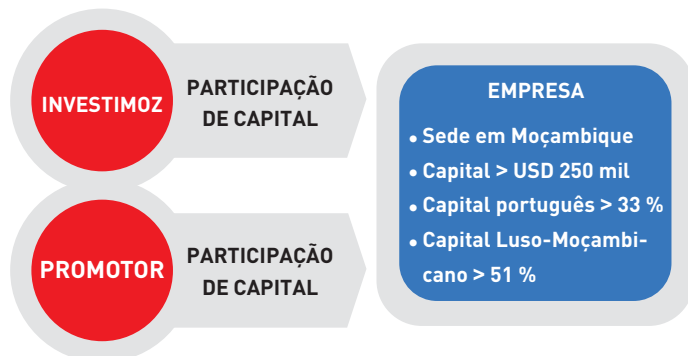 INVESTIMOZ
PARTICIPAÇÃO
DE CAPITAL
PROMOTOR
PARTICIPAÇÃO
DE CAPITAL
EMPRESA
• Sede em Moçambique
• Capital > USD 250 mil
• Capital português > 33 %
• Capital Luso-Moçambi-
cano > 51 %